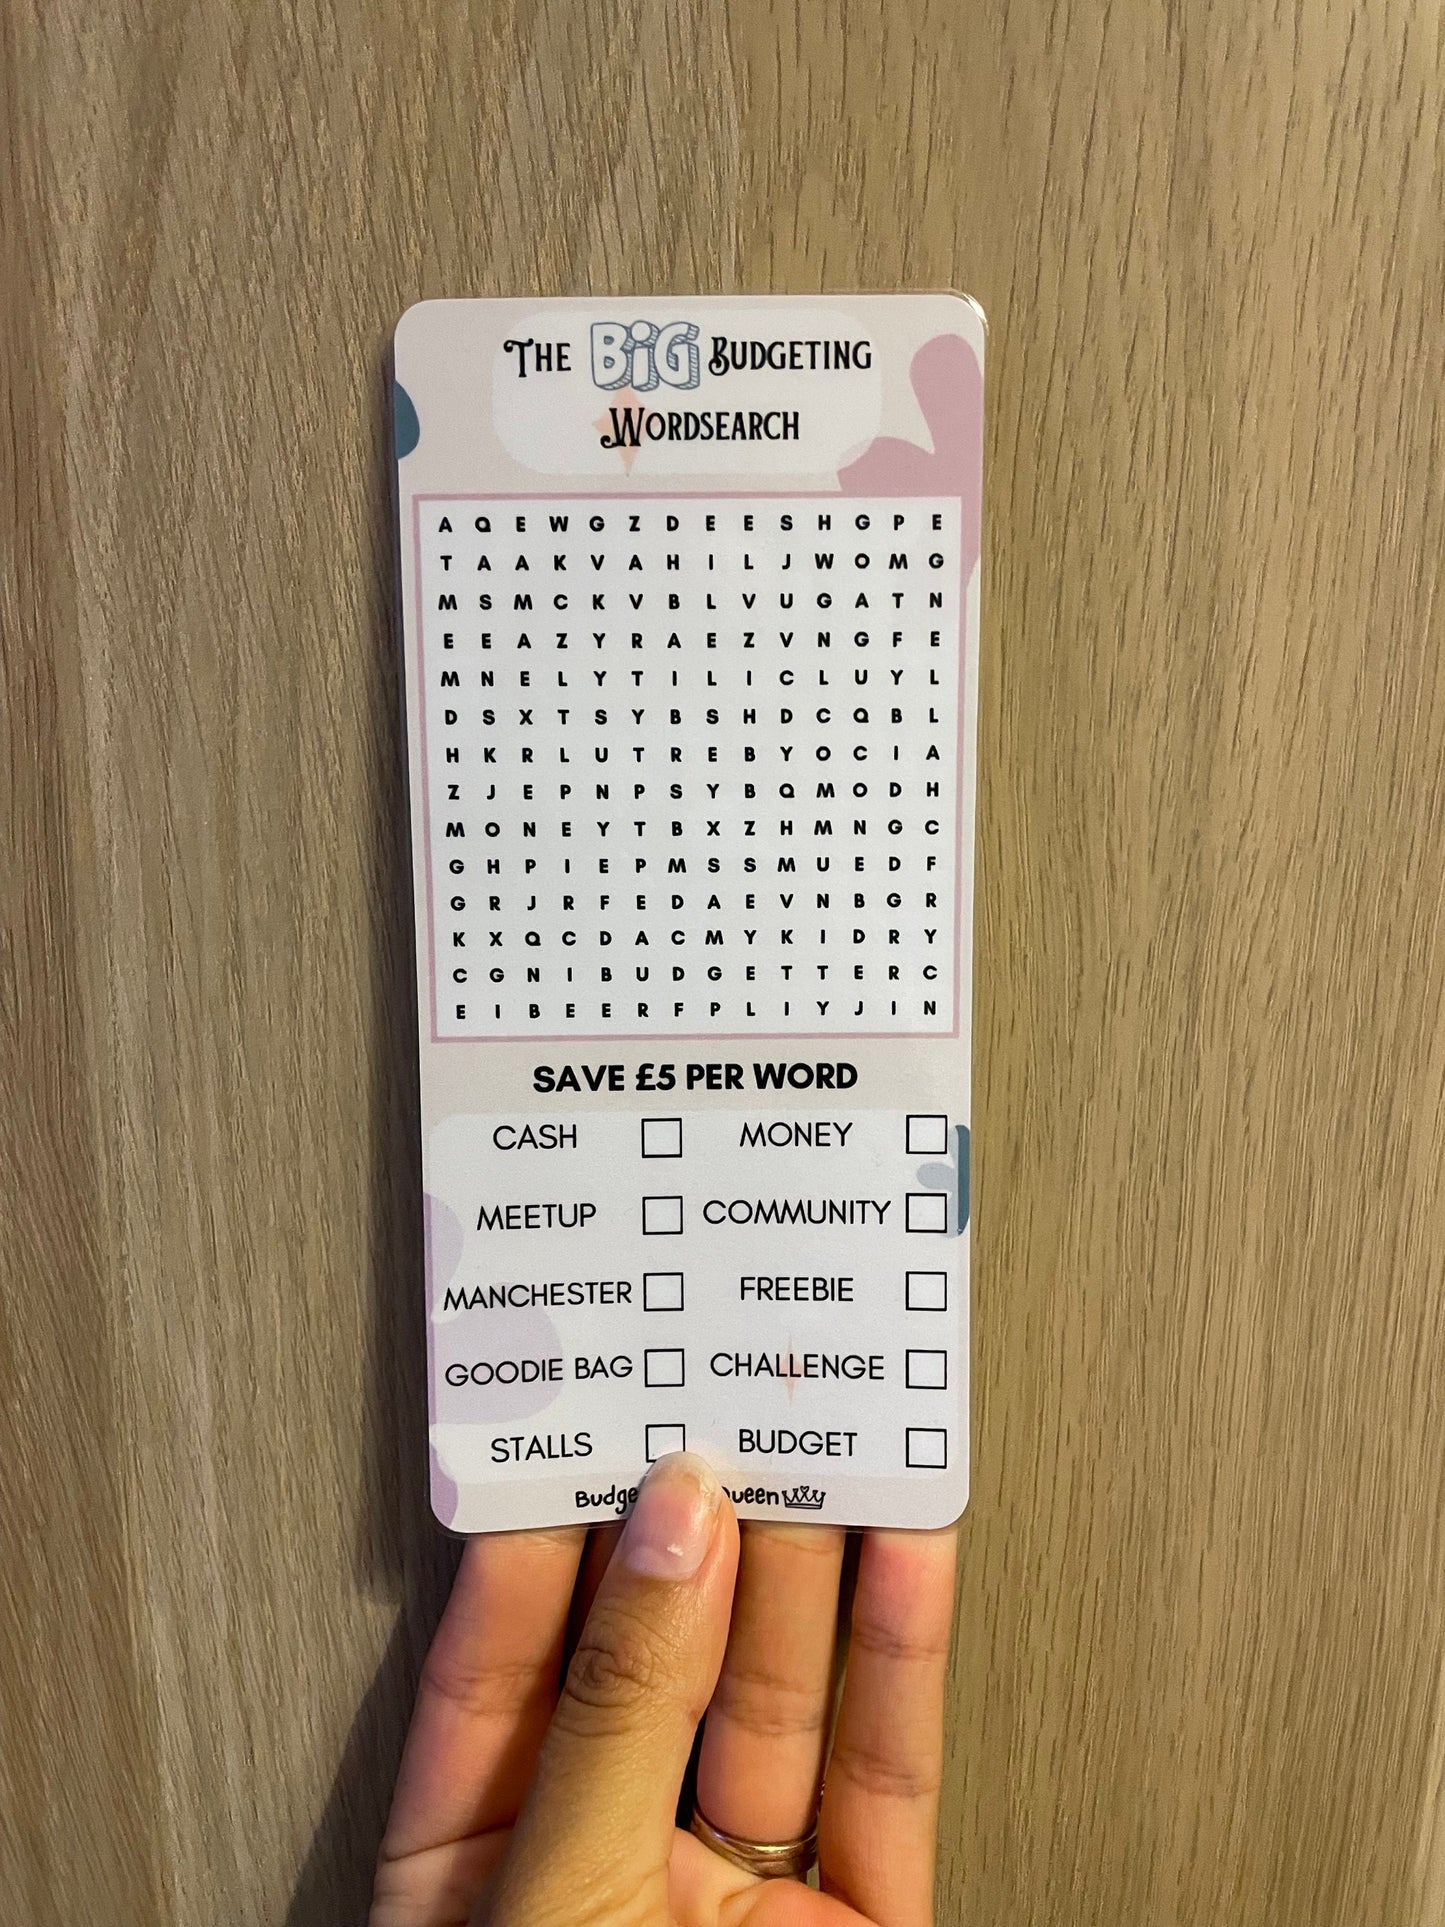 THE BIG BUDGETING
WORDSEARCH
A Q E W G Z D E E S H G P E
T A A K V A H I L J W O M G
M S M C K V B L V U G A T N
E E A Z Y R A E Z V N G F E
M N E L Y T I L I C L U Y L
D S X T S Y B S H D C Q B L
H K R L U T R E B Y O C I A
Z J E P N P S Y B Q M O D H
M O N E Y T B X Z H M N G C
G H P I E P M S S M U E D F
G R J R F E D A E V N B G R
K X Q C D A C M Y K I D R Y
C G N I B U D G E T T E R C
E I B E E R F P L I Y J I N
SAVE £5 PER WORD
CASH MONEY
MEETUP COMMUNITY
MANCHESTER FREEBIE
GOODIE BAG CHALLENGE
STALLS BUDGET